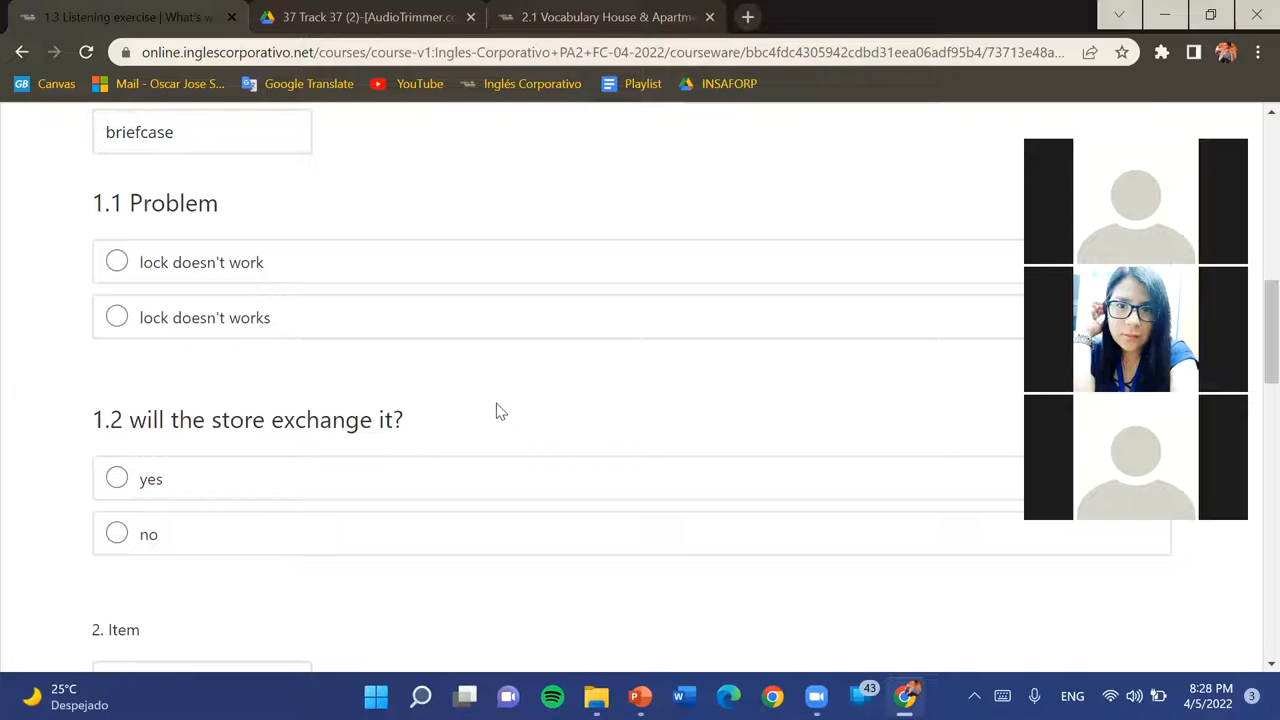 1.3 Listening exercise | What's w
37 Track 37 (2)-[AudioTrimmer.co
2.1 Vocabulary House & Apartm
online.inglescorporativo.net/courses/course-v1:Ingles-Corporativo+PA2+FC-04-2022/courseware/bbc4fdc4305942cdbd31eea06adf95b4/73713e48a...
GB Canvas
Mail - Oscar Jose S...
Google Translate
YouTube
Inglés Corporativo
Playlist
INSAFORP
briefcase
1.1 Problem
lock doesn't work
lock doesn't works
1.2 will the store exchange it?
yes
no
2. Item
25°C
Despejado
43
ENG
8:28 PM
4/5/2022
3